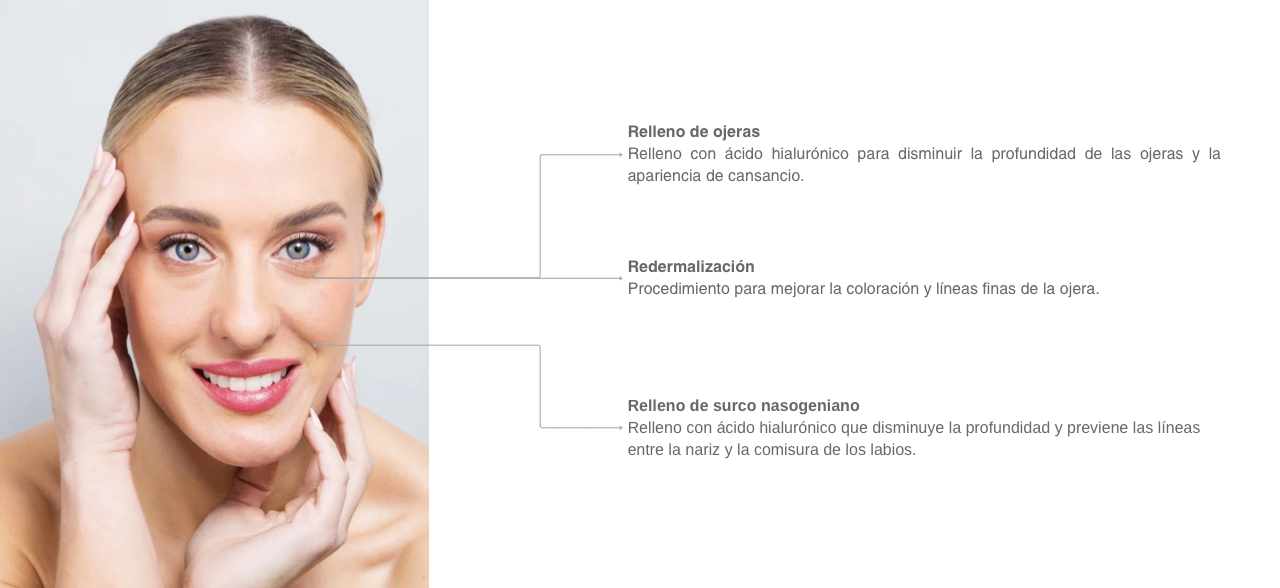 Relleno de ojeras
Relleno con ácido hialurónico para disminuir la profundidad de las ojeras y la
apariencia de cansancio.
Redermalización
Procedimiento para mejorar la coloración y líneas finas de la ojera.
Relleno de surco nasogeniano
Relleno con ácido hialurónico que disminuye la profundidad y previene las líneas
entre la nariz y la comisura de los labios.